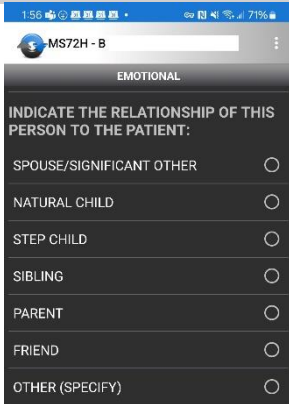 1:56 71%
-MS72H - B
EMOTIONAL
INDICATE THE RELATIONSHIP OF THIS
PERSON TO THE PATIENT:
SPOUSE/SIGNIFICANT OTHER
NATURAL CHILD
STEP CHILD
SIBLING
PARENT
FRIEND
OTHER (SPECIFY)